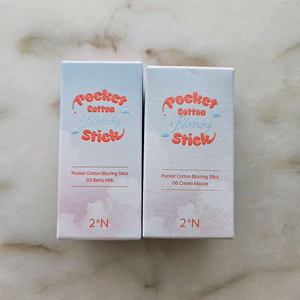 Pocket
Cotton
Blurring
Stick
Pocket Cotton Blurring Stick
03 Berry Milk
2aN
Pocket
Cotton
Blurring
Stick
Pocket Cotton Blurring Stick
06 Cream Mauve
2aN